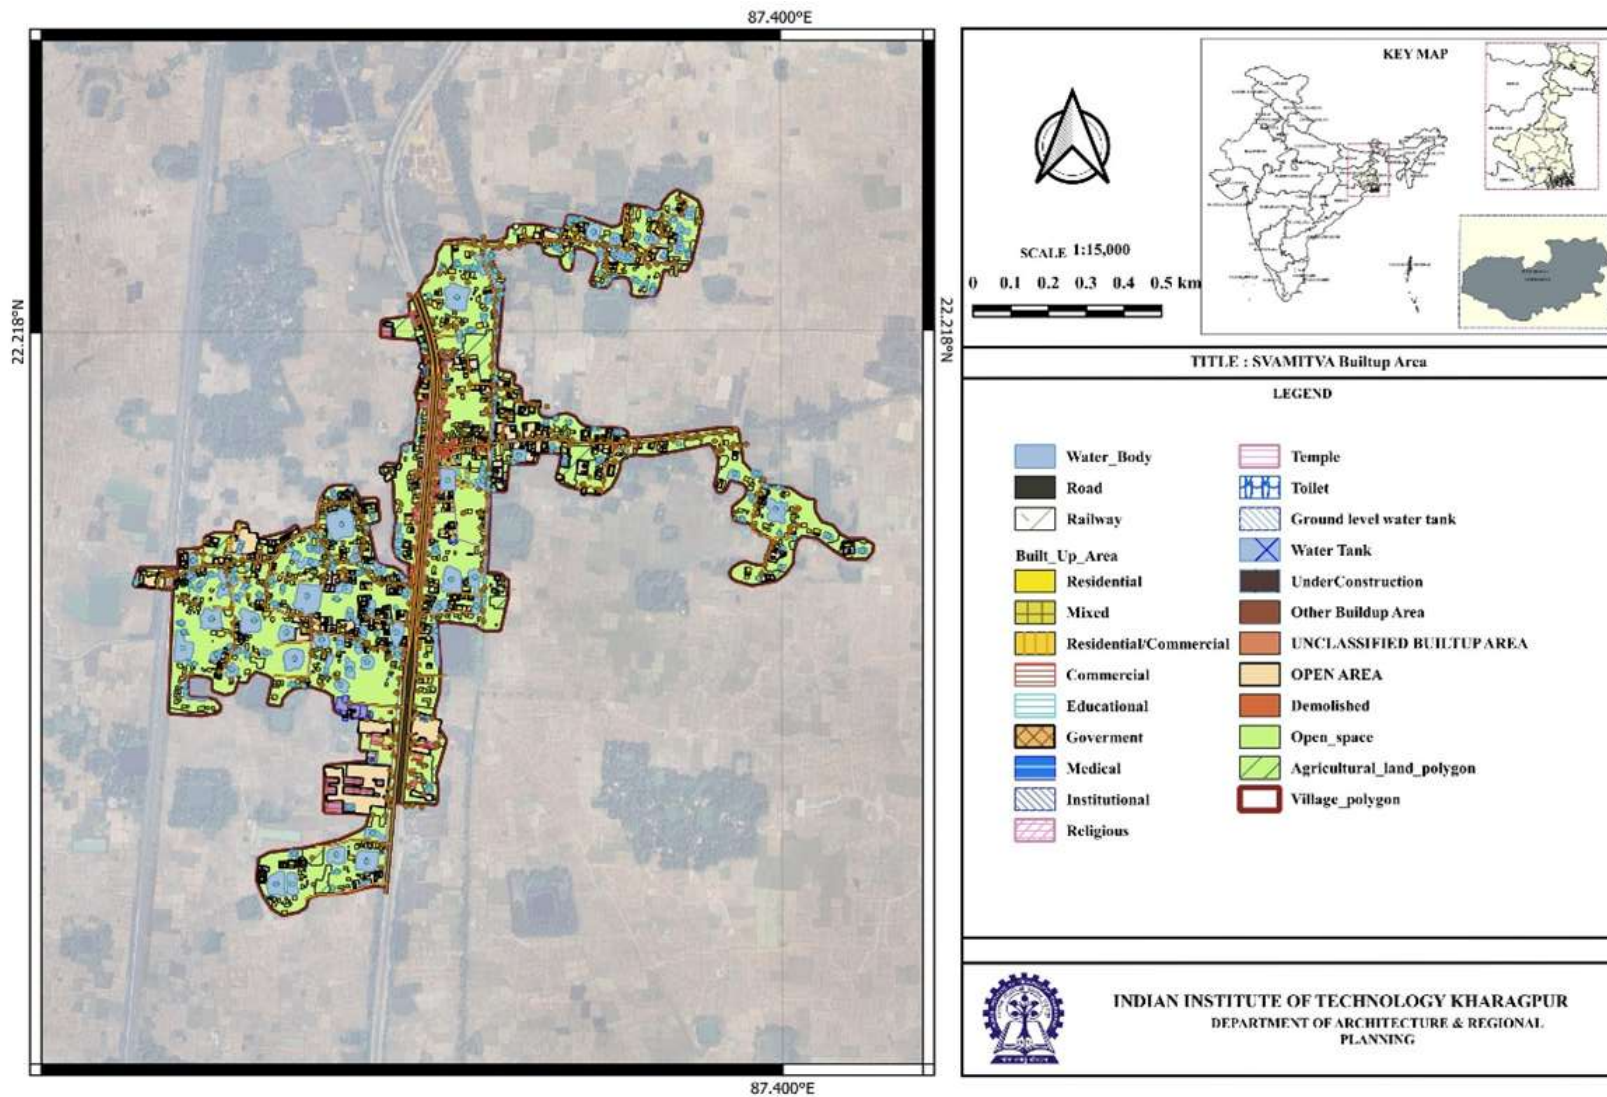 87.400°E
22.218°N
22.218°N
87.400°E
KEY MAP
SCALE 1:15,000
0 0.1 0.2 0.3 0.4 0.5 km
TITLE : SVAMITVA Builtup Area
LEGEND
Water_Body
Road
Railway
Built_Up_Area
Residential
Mixed
Residential/Commercial
Commercial
Educational
Goverment
Medical
Institutional
Religious
Temple
Toilet
Ground level water tank
Water Tank
UnderConstruction
Other Buildup Area
UNCLASSIFIED BUILTUP AREA
OPEN AREA
Demolished
Open_space
Agricultural_land_polygon
Village_polygon
INDIAN INSTITUTE OF TECHNOLOGY KHARAGPUR
DEPARTMENT OF ARCHITECTURE & REGIONAL
PLANNING